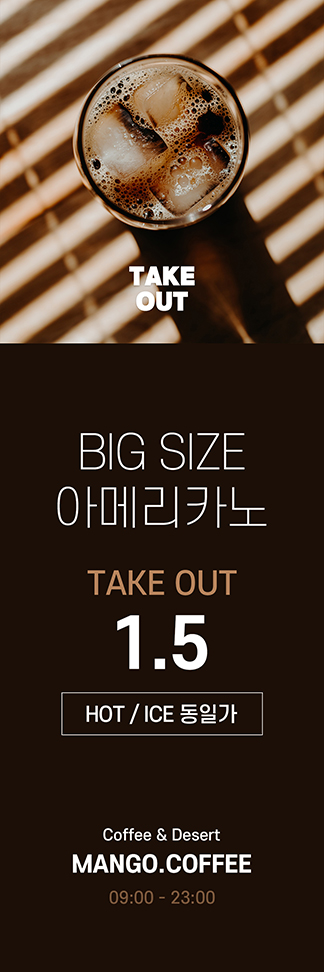 TAKE
OUT
BIG SIZE
아메리카노
TAKE OUT
1.5
HOT / ICE 동일가
Coffee & Desert
MANGO.COFFEE
09:00 - 23:00